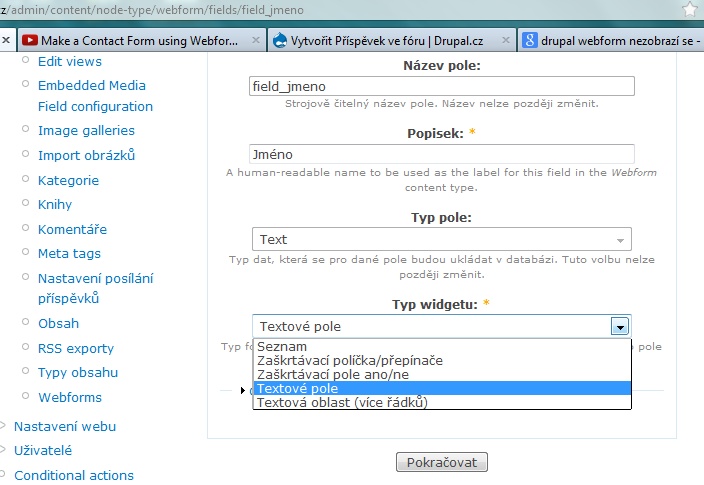 z/admin/content/node-type/webform/fields/field_jmeno
Make a Contact Form using Webfor...
Vytvořit Příspěvek ve fóru | Drupal.cz
drupal webform nezobrazí se -
Edit views
Embedded Media
Field configuration
Image galleries
Import obrázků
Kategorie
Knihy
Komentáře
Meta tags
Nastavení posílání
příspěvků
Obsah
RSS exporty
Typy obsahu
Webforms
Nastavení webu
Uživatelé
Conditional actions
Název pole:
field_jmeno
Strojově čitelný název pole. Název nelze později změnit.
Popisek: *
Jméno
A human-readable name to be used as the label for this field in the Webform
content type.
Typ pole:
Text
Typ dat, která se pro dané pole budou ukládat v databázi. Tuto volbu nelze
později změnit.
Typ widgetu: *
Textové pole
Typ
pole
Seznam
Zaškrtávací políčka/přepínače
Zaškrtávací pole ano/ne
Textové pole
Textová oblast (více řádků)
Pokračovat